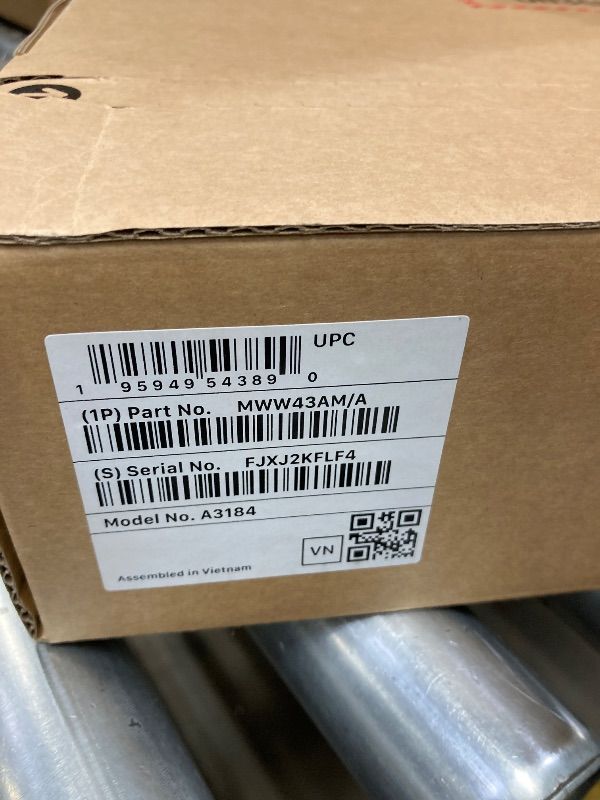 UPC
1 95949 54389 0
(1P) Part No. MWW43AM/A
(S) Serial No. FJXJ2KFLF4
Model No. A3184
VN
Assembled in Vietnam